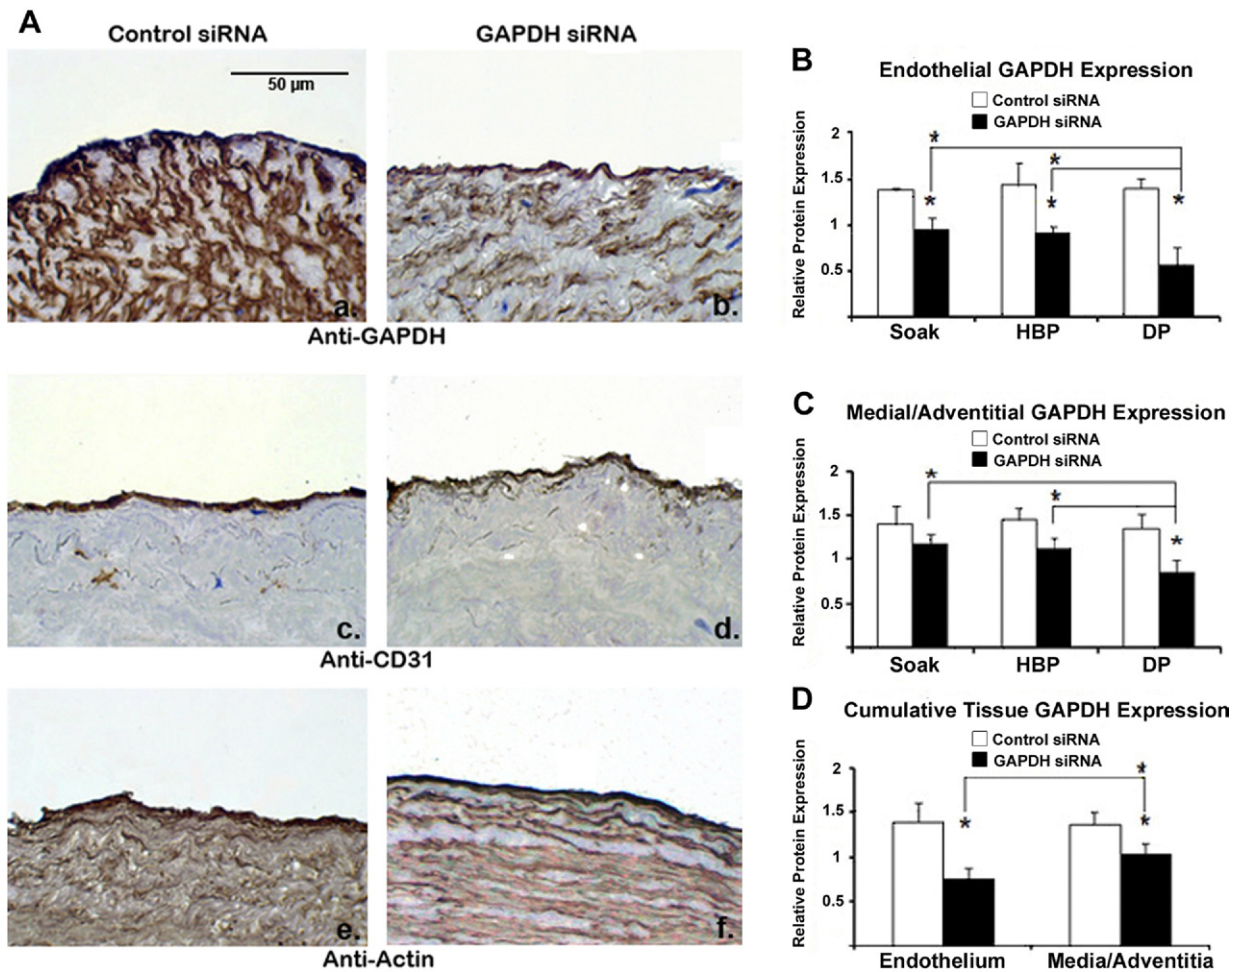 A
Control siRNA
GAPDH siRNA
50 µm
a.
b.
Anti-GAPDH
c.
d.
Anti-CD31
e.
f.
Anti-Actin
B
Endothelial GAPDH Expression
Control siRNA
GAPDH siRNA
Relative Protein Expression
2
1.5
1
0.5
*
*
*
*
*
Soak
HBP
DP
C
Medial/Adventitial GAPDH Expression
Control siRNA
GAPDH siRNA
Relative Protein Expression
2
1.5
1
0.5
*
*
*
Soak
HBP
DP
D
Cumulative Tissue GAPDH Expression
Control siRNA
GAPDH siRNA
Relative Protein Expression
2
1.5
1
0.5
*
*
*
Endothelium
Media/Adventitia